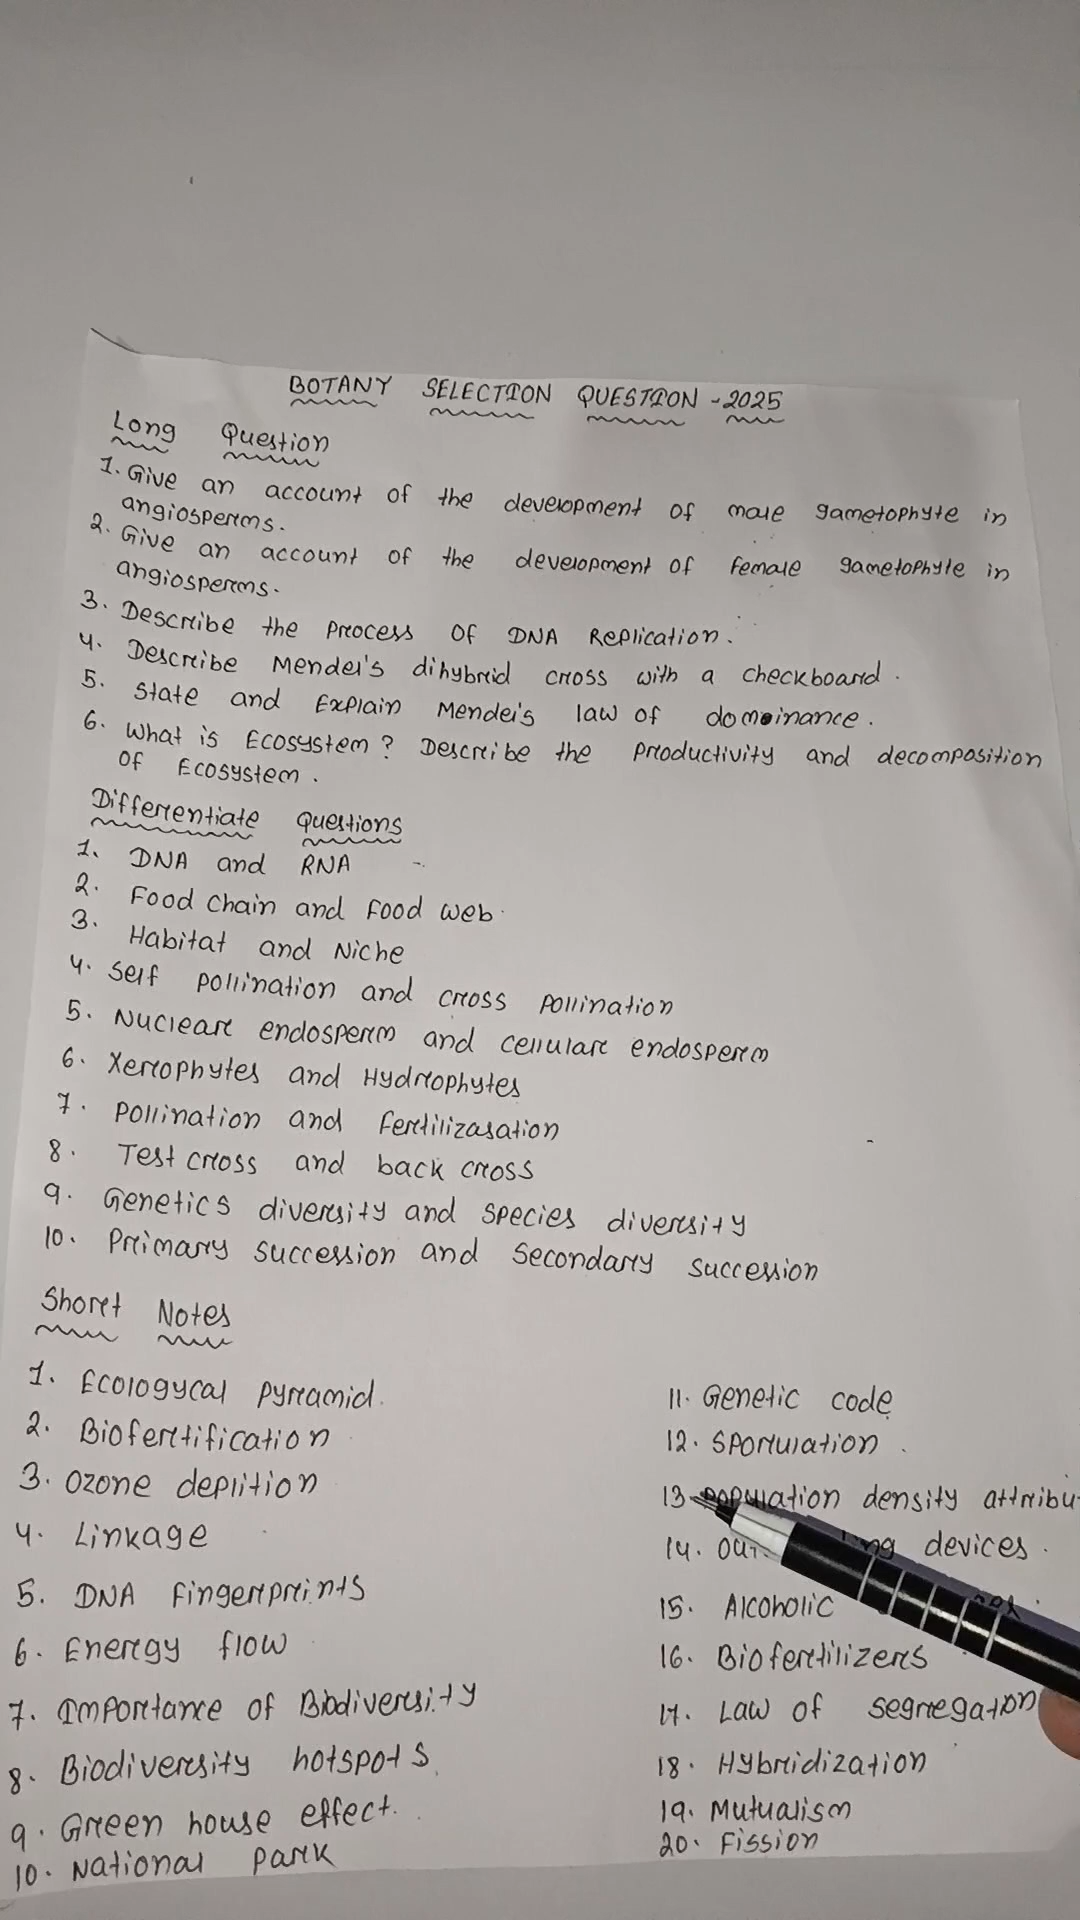 BOTANY SELECTION QUESTION - 2025
Long Question
1. Give an account of the development of male gametophyte in
angiosperms.
2. Give an account of the development of female gametophyte in
angiosperms.
3. Describe the Process Of DNA Replication.
4. Describe Mendel's dihybrid cross with a checkboard.
5. State and Explain Mendel's law of dominance.
6. What is Ecosystem? Describe the Productivity and decomposition
Of Ecosystem.
Differentiate Questions
1. DNA and RNA
2. Food chain and Food web
3. Habitat and Niche
4. Self pollination and cross pollination
5. Nuclear endosperm and cellular endosperm
6. Xerophytes and Hydrophytes
7. Pollination and fertilizasation
8. Test cross and back cross
9. Genetics diversity and species diversity
10. Primary succession and Secondary succession
Short Notes
1. Ecologycal pyramid.
2. Biofertification
3. Ozone deplition
4. Linkage
5. DNA fingerprints
6. Energy flow
7. Importance of Biodiversity
8. Biodiversity hotspots.
9. Green house effect.
10. National Park
11. Genetic code
12. Sporulation.
13. population density
14. devices.
15. Alcoholic
16. Biofertilizers
17. Law of segregation
18. Hybridization
19. Mutualism
20. Fission